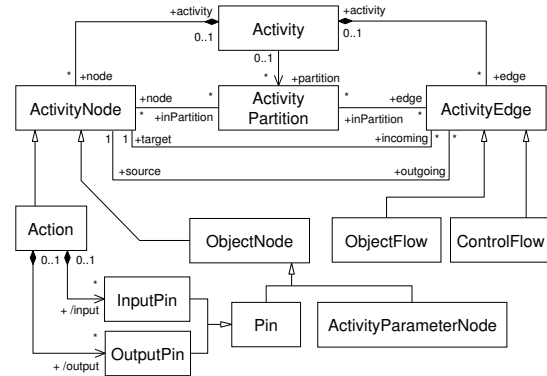 +activity
Activity
+activity
0..1
0..1
0..1
*
+node
*
+partition
*
+edge
ActivityNode
+node
*
*
+inPartition
Activity
Partition
+edge
*
*
+inPartition
ActivityEdge
1
1
+target
+incoming
*
*
+source
+outgoing
Action
ObjectNode
ObjectFlow
ControlFlow
0..1
0..1
*
InputPin
+ /input
Pin
ActivityParameterNode
*
OutputPin
+ /output